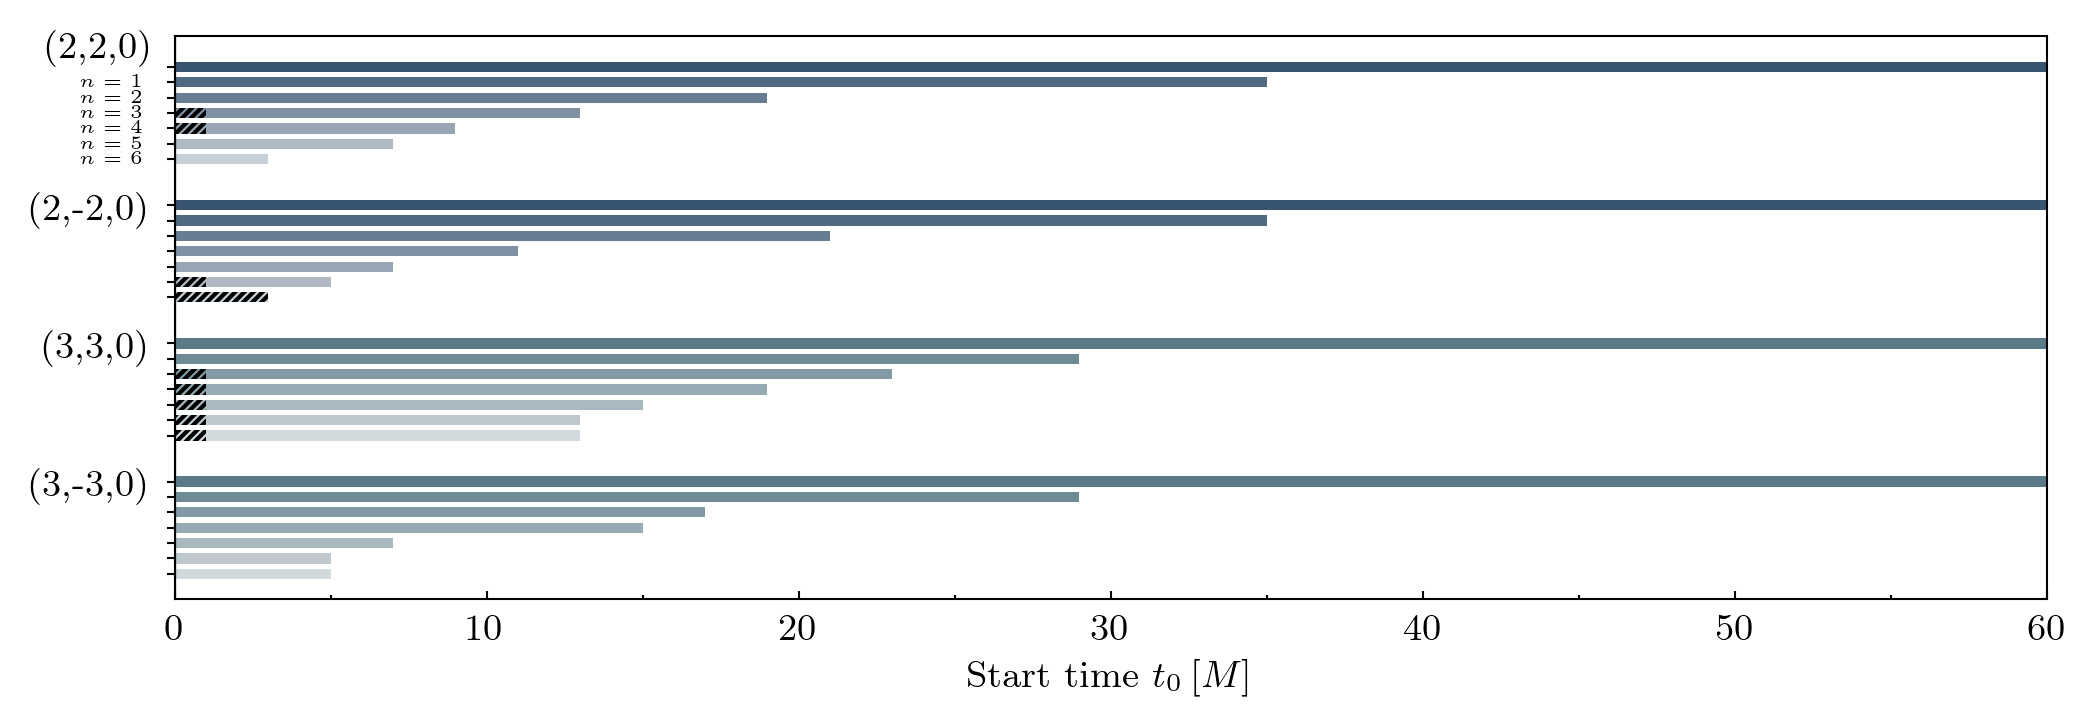 (2,2,0)
n = 1
n = 2
n = 3
n = 4
n = 5
n = 6
(2,-2,0)
(3,3,0)
(3,-3,0)
0 10 20 30 40 50 60
Start time t₀ [M]